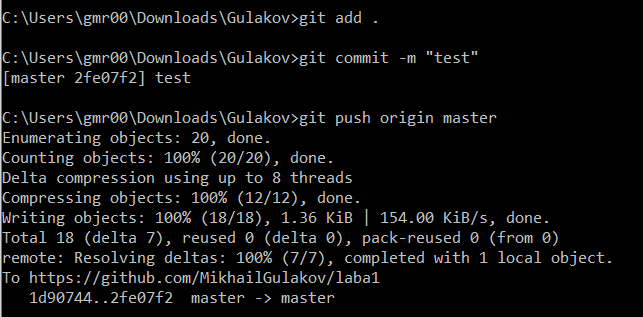 C:\Users\gmr00\Downloads\Gulakov>git add .
C:\Users\gmr00\Downloads\Gulakov>git commit -m "test"
[master 2fe07f2] test
C:\Users\gmr00\Downloads\Gulakov>git push origin master
Enumerating objects: 20, done.
Counting objects: 100% (20/20), done.
Delta compression using up to 8 threads
Compressing objects: 100% (12/12), done.
Writing objects: 100% (18/18), 1.36 KiB | 154.00 KiB/s, done.
Total 18 (delta 7), reused 0 (delta 0), pack-reused 0 (from 0)
remote: Resolving deltas: 100% (7/7), completed with 1 local object.
To https://github.com/MikhailGulakov/laba1
   1d90744..2fe07f2  master -> master